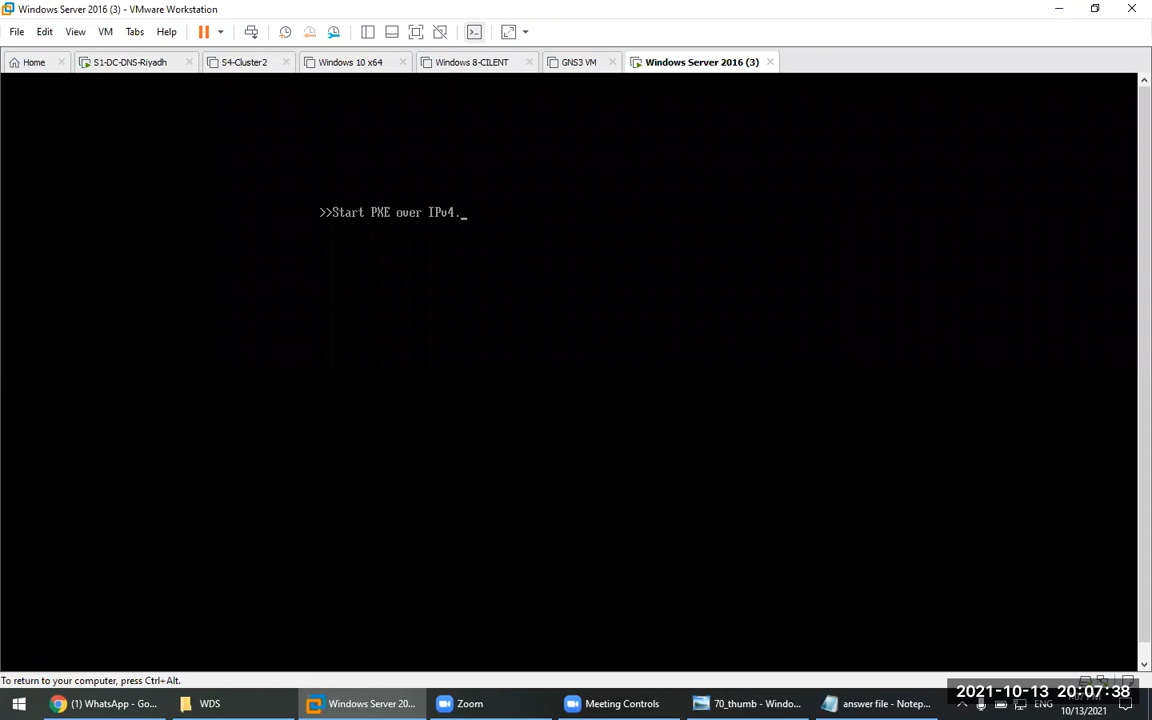 Windows Server 2016 (3) - VMware Workstation
File Edit View VM Tabs Help
Home S1-DC-DNS-Riyadh S4-Cluster2 Windows 10 x64 Windows 8-CILENT GNS3 VM Windows Server 2016 (3)
>>Start PXE over IPv4._
To return to your computer, press Ctrl+Alt.
(1) WhatsApp - Go... WDS Windows Server 20... Zoom Meeting Controls 70_thumb - Windo... answer file - Notep... ENG
2021-10-13 20:07:38
10/13/2021